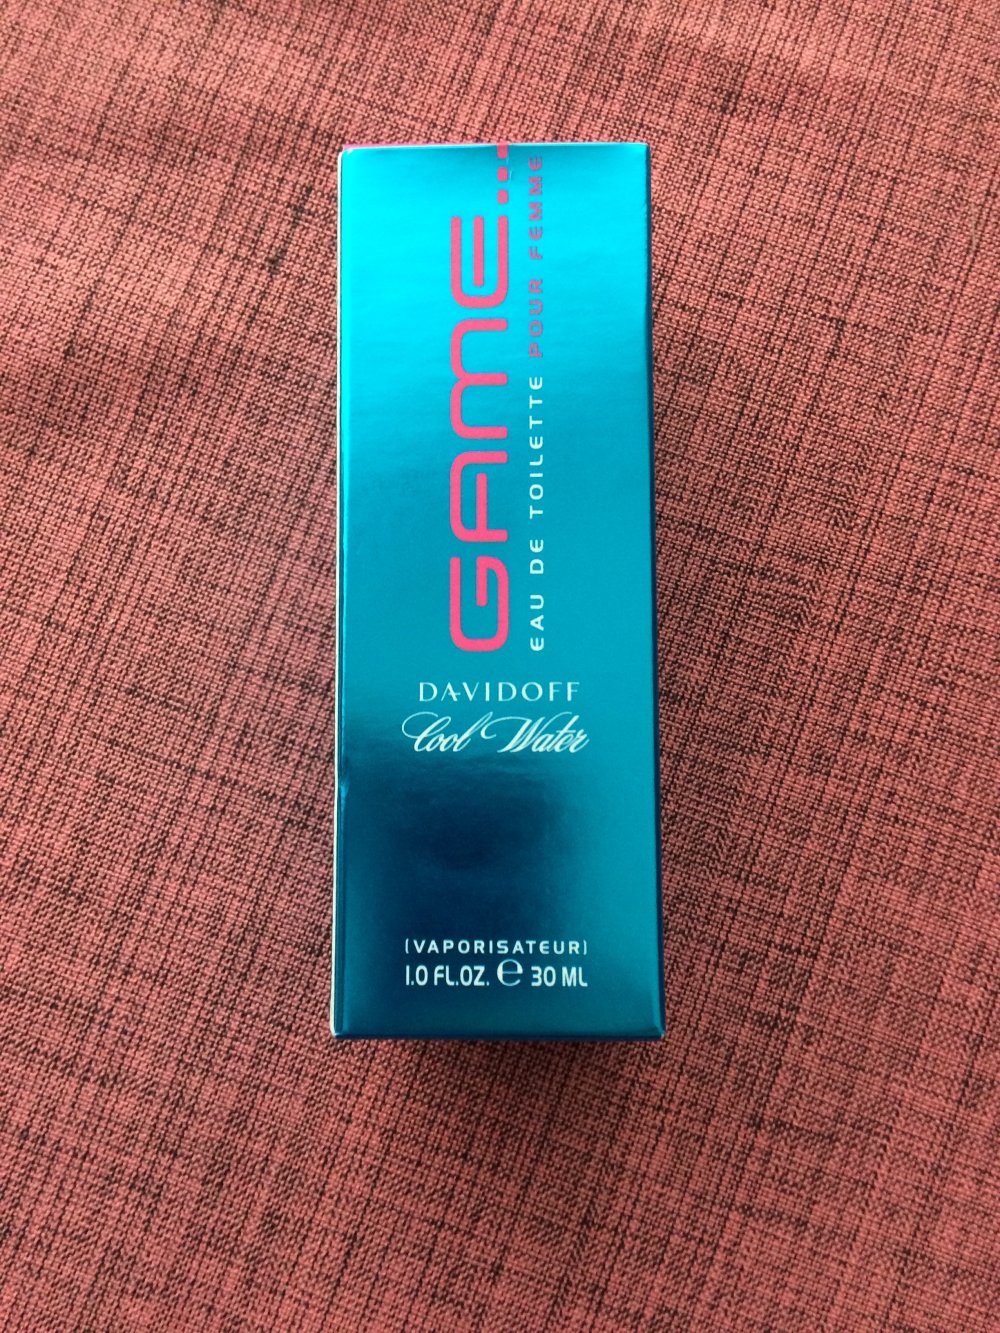 GAME...
EAU DE TOILETTE POUR FEMME
DAVIDOFF
Cool Water
(VAPORISATEUR)
1.0 FL.OZ. e 30 ML